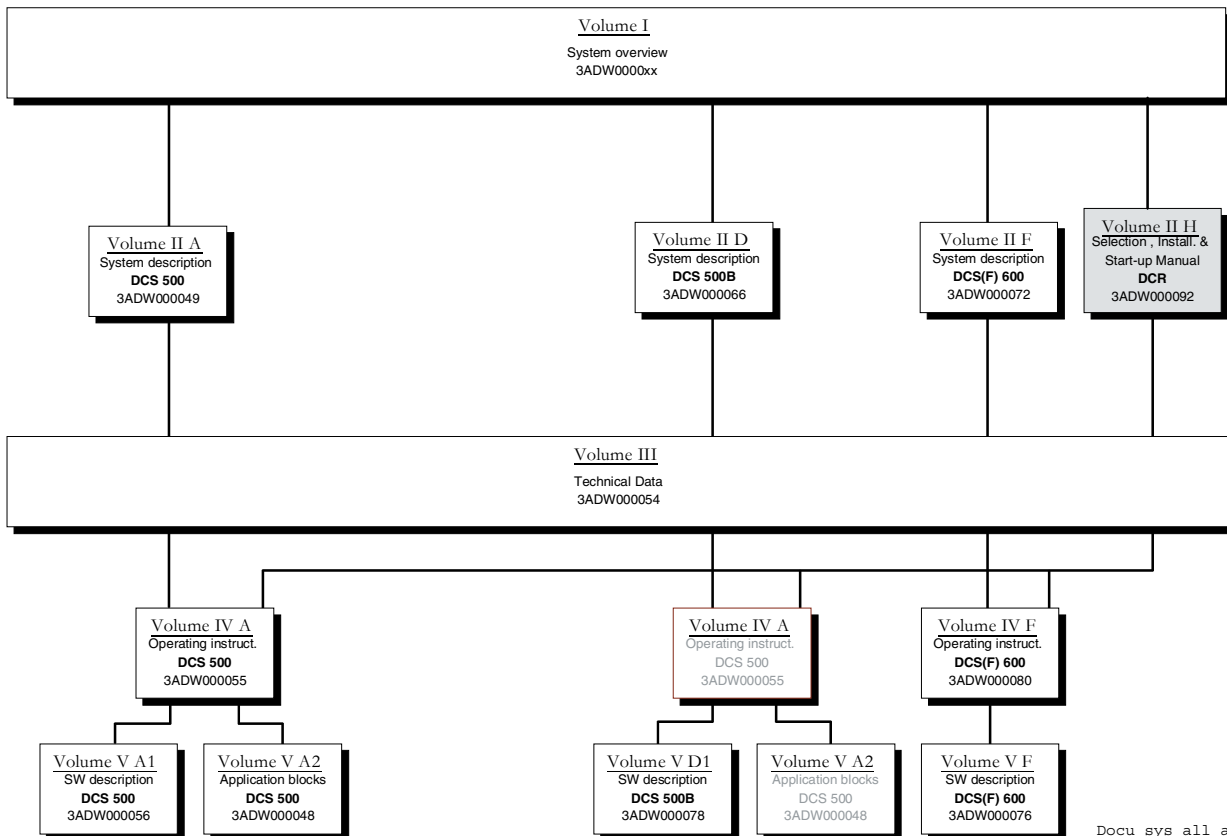 Volume I
System overview
3ADW0000xx
Volume II A
System description
DCS 500
3ADW000049
Volume II D
System description
DCS 500B
3ADW000066
Volume II F
System description
DCS(F) 600
3ADW000072
Volume II H
Selection , Install. &
Start-up Manual
DCR
3ADW000092
Volume III
Technical Data
3ADW000054
Volume IV A
Operating instruct.
DCS 500
3ADW000055
Volume IV A
Operating instruct.
DCS 500
3ADW000055
Volume IV F
Operating instruct.
DCS(F) 600
3ADW000080
Volume V A1
SW description
DCS 500
3ADW000056
Volume V A2
Application blocks
DCS 500
3ADW000048
Volume V D1
SW description
DCS 500B
3ADW000078
Volume V A2
Application blocks
DCS 500
3ADW000048
Volume V F
SW description
DCS(F) 600
3ADW000076
Docu sys all a